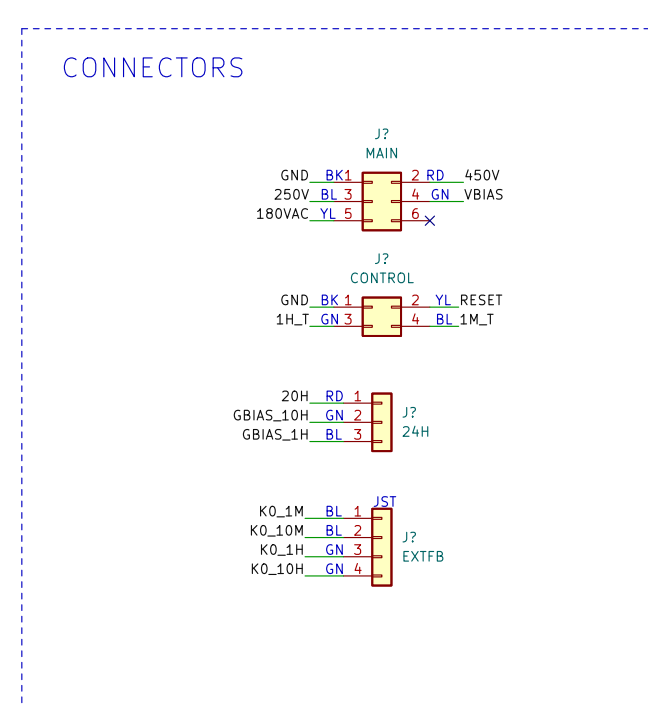 CONNECTORS
J?
MAIN
GND BK 1 2 RD 450V
250V BL 3 4 GN VBIAS
180VAC YL 5 6
J?
CONTROL
GND BK 1 2 YL RESET
1H_T GN 3 4 BL 1M_T
20H RD 1
GBIAS_10H GN 2
GBIAS_1H BL 3
J?
24H
JST
K0_1M BL 1
K0_10M BL 2
K0_1H GN 3
K0_10H GN 4
J?
EXTFB